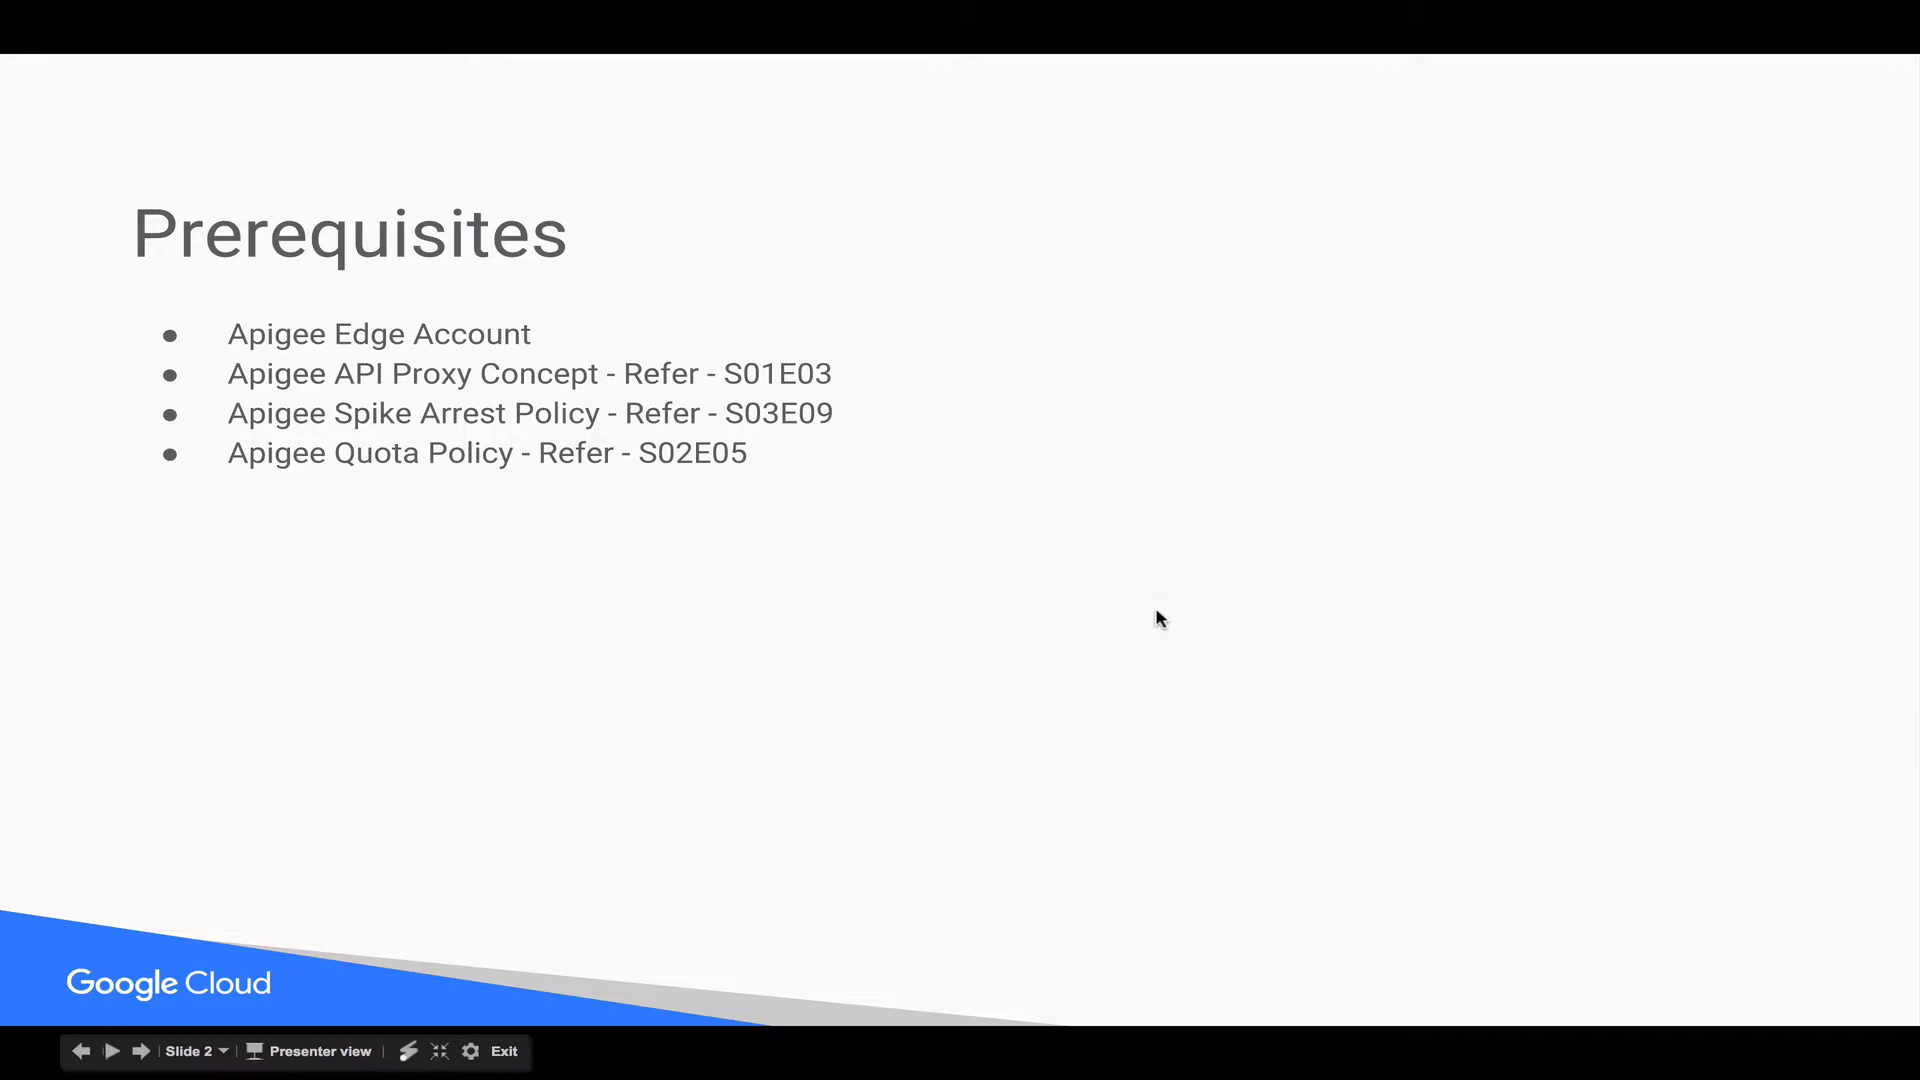 Prerequisites
● Apigee Edge Account
● Apigee API Proxy Concept - Refer - S01E03
● Apigee Spike Arrest Policy - Refer - S03E09
● Apigee Quota Policy - Refer - S02E05
Google Cloud
Slide 2 Presenter view Exit